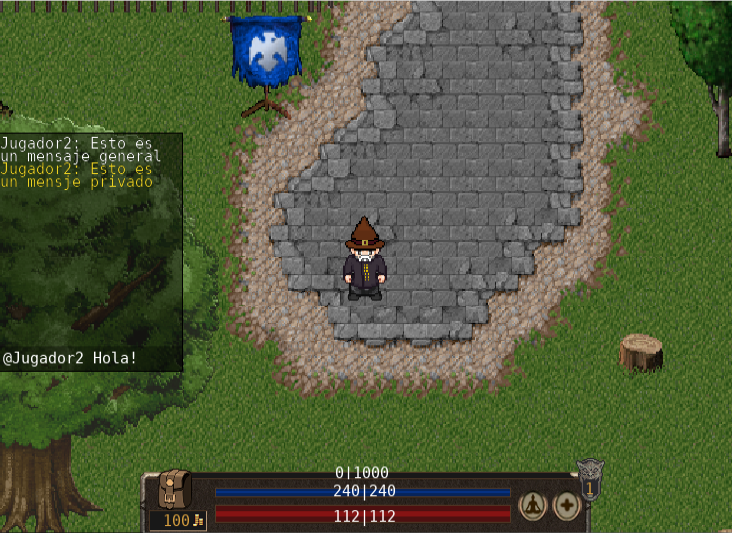 Jugador2: Esto es
un mensaje general
Jugador2: Esto es
un mensje privado
@Jugador2 Hola!
0|1000
240|240
1
100
112|112